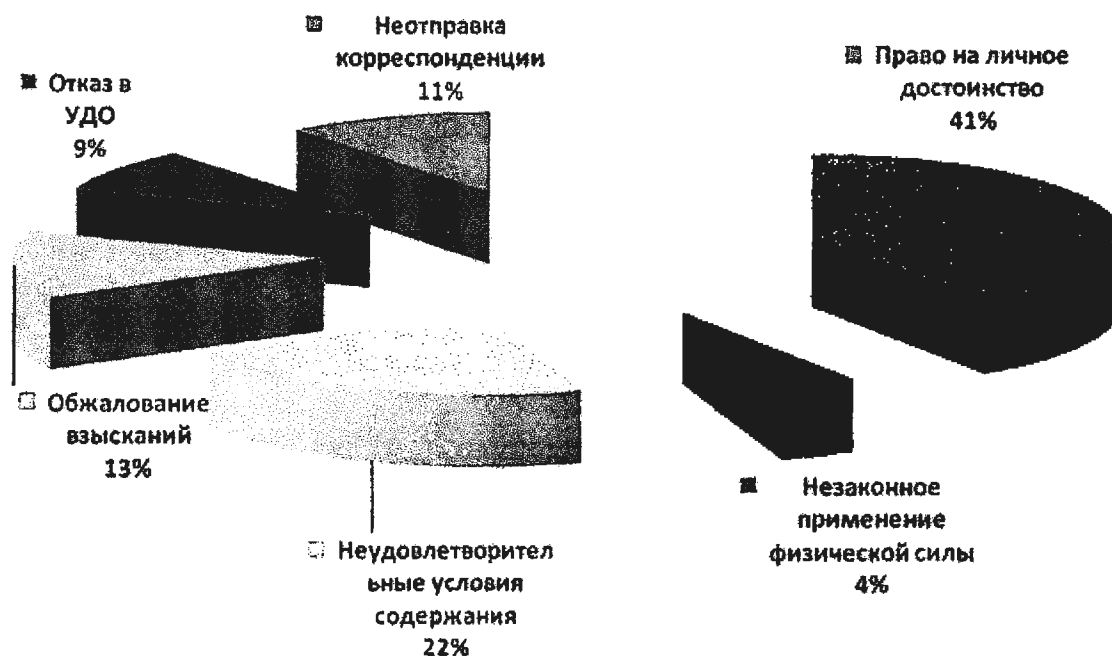 Неотправка
корреспонденции
11%
Отказ в
УДО
9%
Право на личное
достоинство
41%
Обжалование
взысканий
13%
Неудовлетворител
ьные условия
содержания
22%
Незаконное
применение
физической силы
4%